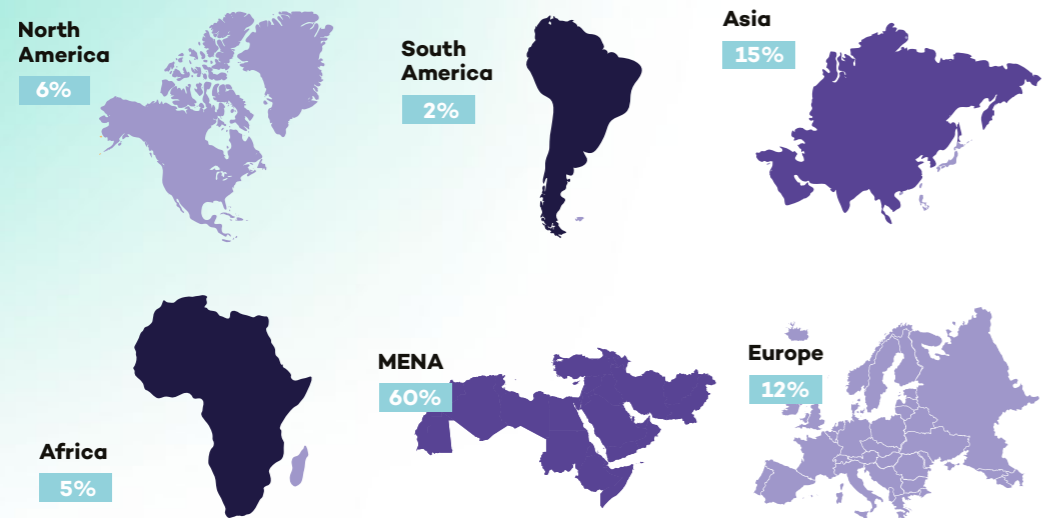 North
America
6%
South
America
2%
Asia
15%
Africa
5%
MENA
60%
Europe
12%